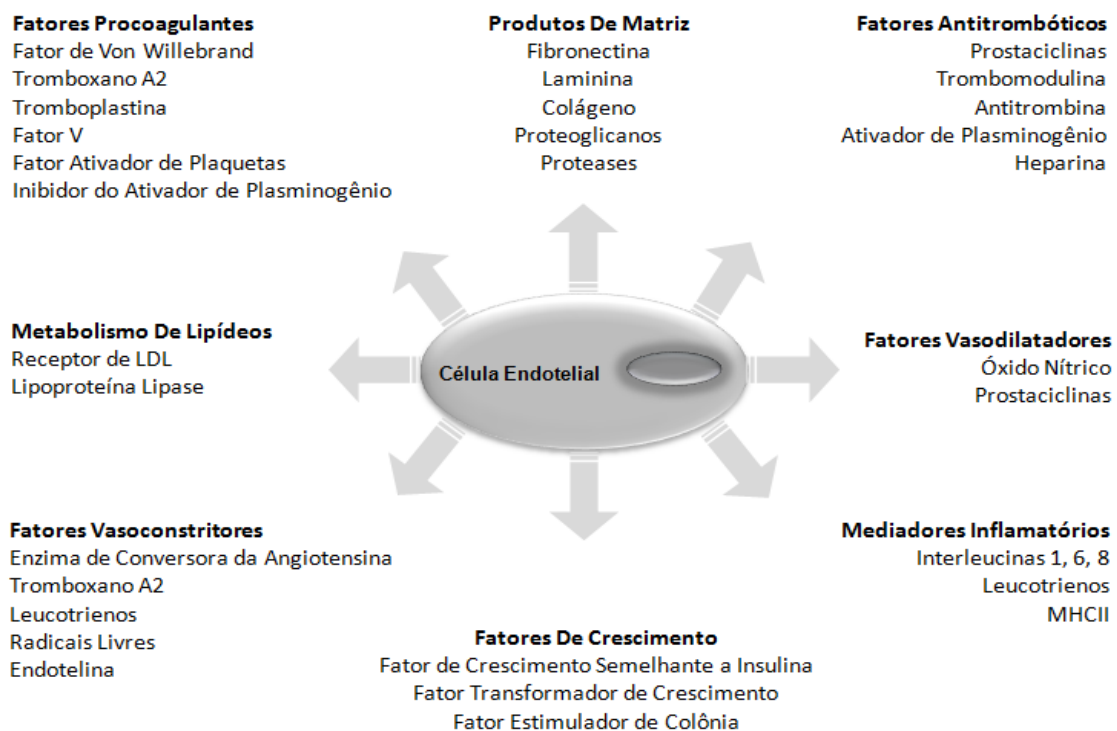 Fatores Procoagulantes
Fator de Von Willebrand
Tromboxano A2
Tromboplastina
Fator V
Fator Ativador de Plaquetas
Inibidor do Ativador de Plasminogênio
Produtos De Matriz
Fibronectina
Laminina
Colágeno
Proteoglicanos
Proteases
Fatores Antitrombóticos
Prostaciclinas
Trombomodulina
Antitrombina
Ativador de Plasminogênio
Heparina
Metabolismo De Lipídeos
Receptor de LDL
Lipoproteína Lipase
Célula Endotelial
Fatores Vasodilatadores
Óxido Nítrico
Prostaciclinas
Fatores Vasoconstritores
Enzima de Conversora da Angiotensina
Tromboxano A2
Leucotrienos
Radicais Livres
Endotelina
Fatores De Crescimento
Fator de Crescimento Semelhante a Insulina
Fator Transformador de Crescimento
Fator Estimulador de Colônia
Mediadores Inflamatórios
Interleucinas 1, 6, 8
Leucotrienos
MHCII